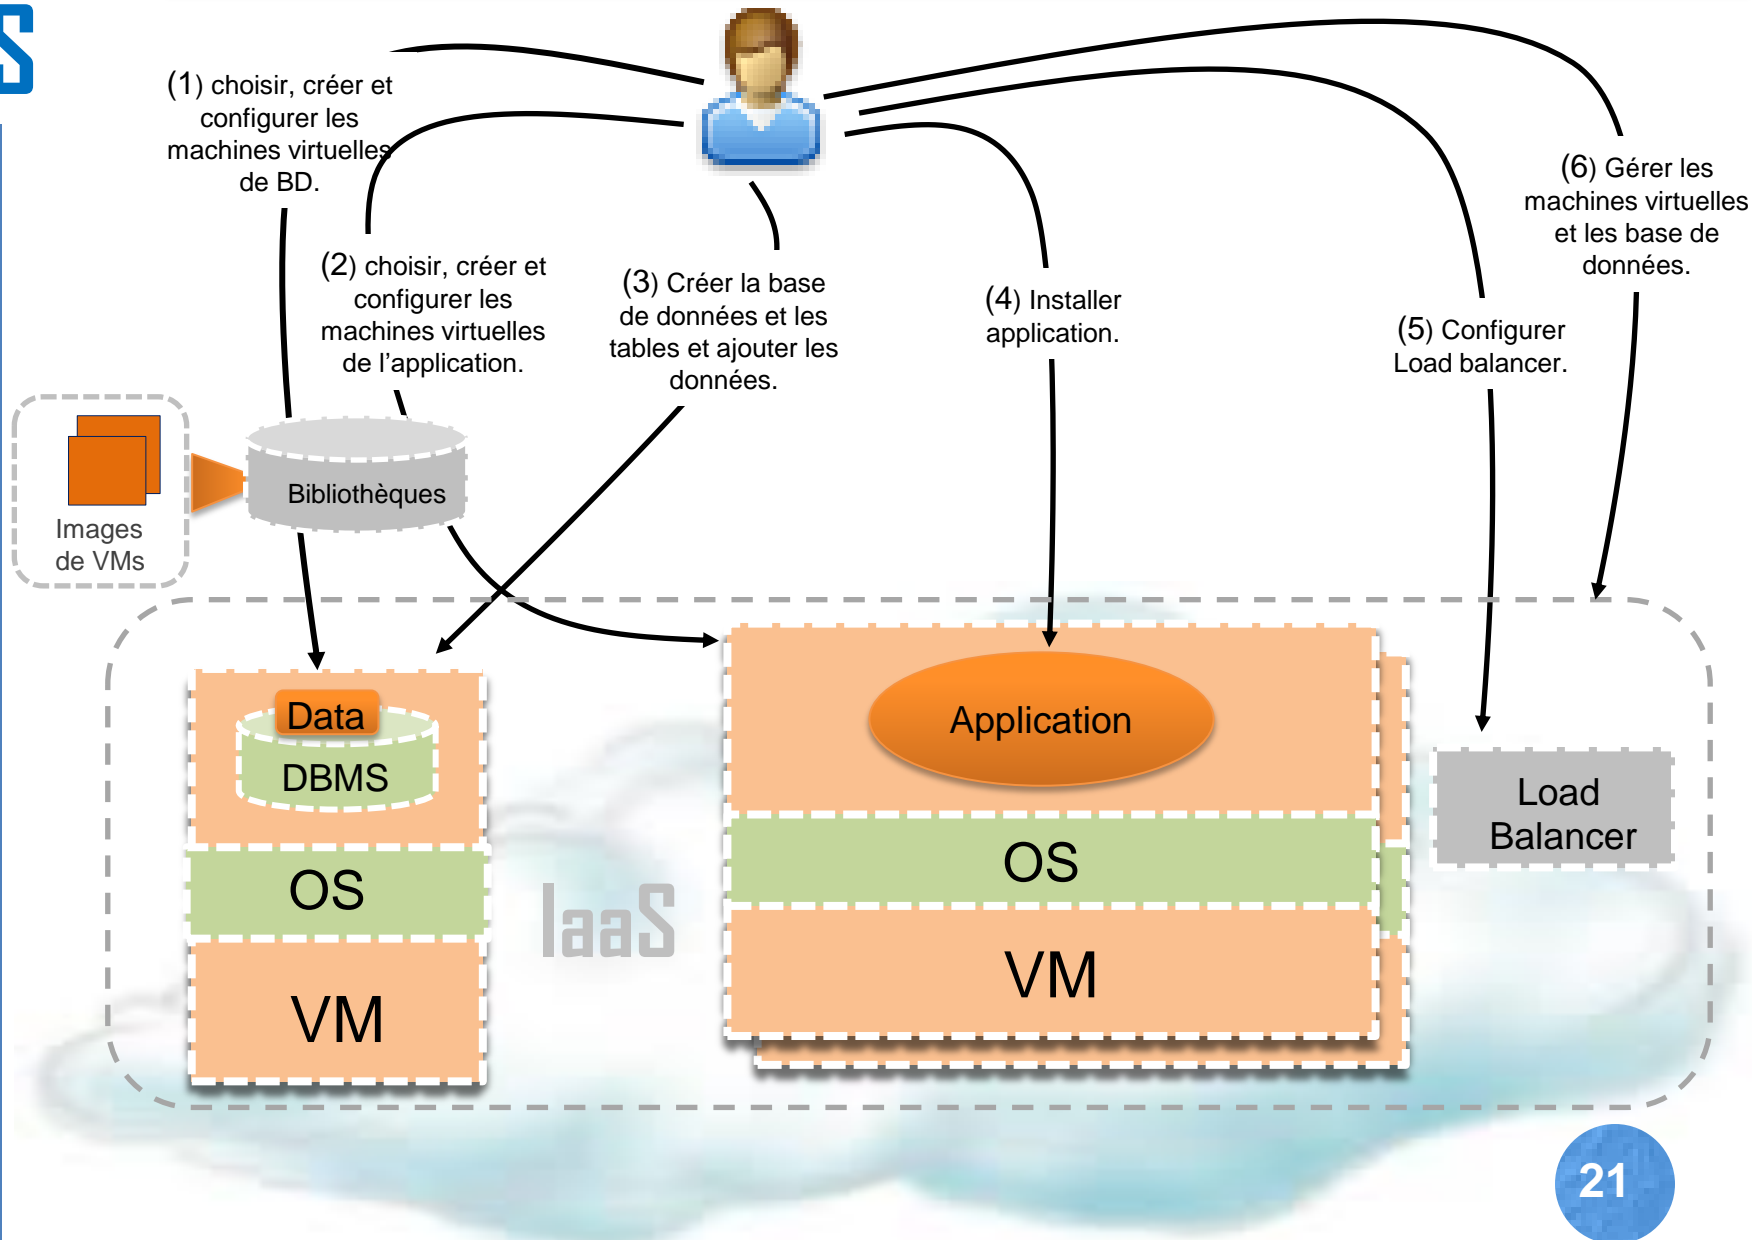 S
(1) choisir, créer et
configurer les
machines virtuelles
de BD.
(2) choisir, créer et
configurer les
machines virtuelles
de l’application.
(3) Créer la base
de données et les
tables et ajouter les
données.
(4) Installer
application.
(5) Configurer
Load balancer.
(6) Gérer les
machines virtuelles
et les base de
données.
Images
de VMs
Bibliothèques
Data
DBMS
OS
VM
IaaS
Application
OS
VM
Load
Balancer
21